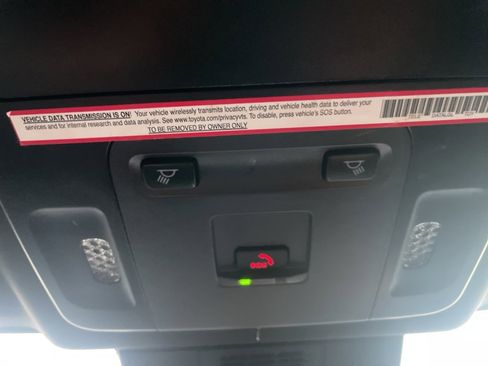 VEHICLE DATA TRANSMISSION IS ON! Your vehicle wirelessly transmits location, driving and vehicle health data to deliver your
services and for internal research and data analysis. See www.toyota.com/privacyvts. To disable, press vehicle's SOS button.
TO BE REMOVED BY OWNER ONLY
SOS